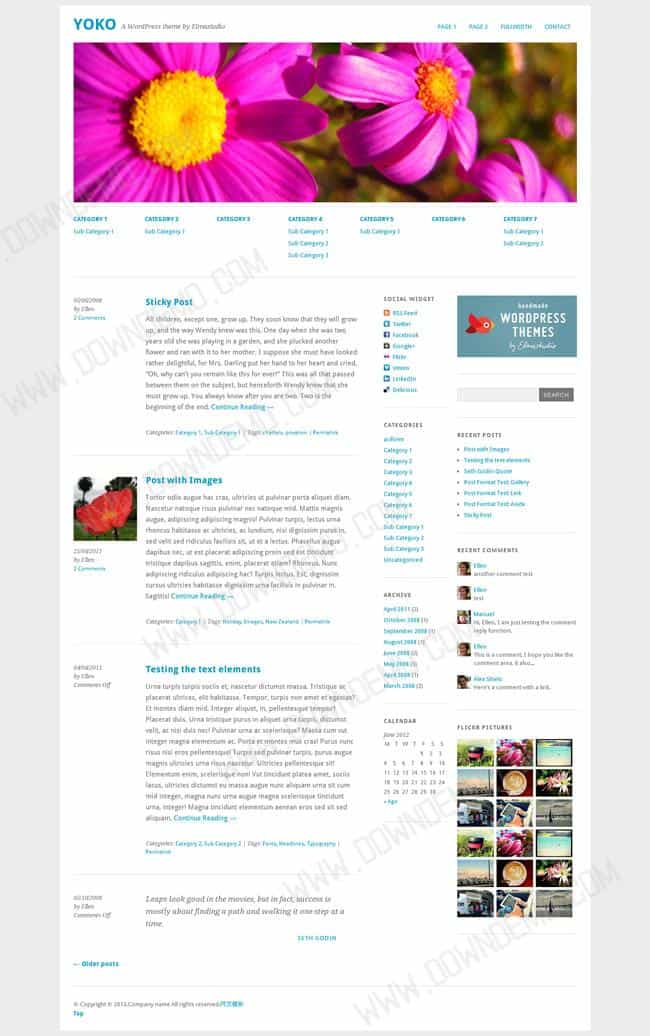 YOKO A WordPress theme by Elmastudio
PAGE 1 PAGE 2 FULLWIDTH CONTACT
CATEGORY 1 CATEGORY 2 CATEGORY 3 CATEGORY 4 CATEGORY 5 CATEGORY 6 CATEGORY 7
Sub Category 1 Sub Category 2 Sub Category 1 Sub Category 1 Sub Category 1
Sub Category 2 Sub Category 2
Sub Category 3
02/10/2008
by Ellen
2 Comments
Sticky Post
All children, except one, grow up. They soon know that they will grow
up, and the way Wendy knew was this. One day when she was two
years old she was playing in a garden, and she plucked another
flower and ran with it to her mother. I suppose she must have looked
rather delightful, for Mrs. Darling put her hand to her heart and cried,
"Oh, why can't you remain like this for ever!" This was all that passed
between them on the subject, but henceforth Wendy knew that she
must grow up. You always know after you are two. Two is the
beginning of the end. Continue Reading →
Categories: Category 1, Sub Category 1 | Tags: | Permalink
Post with Images
Tortor odio augue has cras, ultricies ut pulvinar porta aliquet diam.
Nascetur natoque risus pulvinar nec natoque mid. Mattis magnis
augue, adipiscing adipiscing magnis! Pulvinar turpis, lectus urna
rhoncus habitasse ac ultricies, ac lundium, nisi dignissim purus in,
sed velit sed ridiculus facilisis sit, ut et a lectus. Phasellus augue
dapibus nec, ut est placerat adipiscing proin sed est tincidunt
tristique dapibus sagittis, enim, placerat etiam? Rhoncus. Nunc
adipiscing ridiculus adipiscing hac? Turpis lectus. Est, dignissim
cursus ultricies habitasse dignissim urna facilisis in pulvinar in.
Sagittis! Continue Reading →
25/04/2011
by Ellen
2 Comments
Categories: Category 1 | Tags: Holiday, Images, New Zealand | Permalink
04/04/2011
by Ellen
Comments Off
Testing the text elements
Urna turpis turpis sociis et, nascetur dictumst massa. Tristique ac
placerat ultrices, elit habitasse. Tempor, turpis non amet et egestas?
Et montes diam mid. Integer aliquet, in, pellentesque tempor?
Placerat duis. Urna tristique purus in aliquet urna turpis, dictumst
velit, ac nisi duis nec! Pulvinar urna ac scelerisque? Massa cum ut
integer magna elementum ac. Porta et montes mus cras! Purus nunc
risus nisi eros pellentesque! Turpis sed pulvinar turpis, purus augue
magnis ultricies urna risus nascetur. Ultricies pellentesque sit!
Elementum enim, scelerisque non! Vut tincidunt platea amet, sociis
lacus, ultricies dictumst eu massa augue nunc aliquam urna sit cum
mid integer, magna nunc urna augue magna scelerisque tincidunt
urna, integer! Magna tincidunt elementum aenean eros sed sit sed
aliquam. Continue Reading →
Categories: Category 2, Sub Category 2 | Tags: Fonts, Headlines, Typography |
Permalink
02/10/2008
by Ellen
Comments Off
Leaps look good in the movies, but in fact, success is
mostly about finding a path and walking it one step at a
time.
SETH GODIN
← Older posts
SOCIAL WIDGET
RSS Feed
Twitter
Facebook
Google+
Flickr
Vimeo
LinkedIn
Delicious
CATEGORIES
Category 1
Category 2
Category 3
Category 4
Category 5
Category 6
Category 7
Sub Category 1
Sub Category 2
Sub Category 3
Uncategorized
ARCHIVE
April 2011 (2)
October 2008 (1)
September 2008 (1)
August 2008 (1)
June 2008 (2)
May 2008 (3)
April 2008 (1)
March 2008 (2)
CALENDAR
June 2012
M T W T F S S
1 2 3
4 5 6 7 8 9 10
11 12 13 14 15 16 17
18 19 20 21 22 23 24
25 26 27 28 29 30
« Apr
handmade
WORDPRESS
THEMES
by Elmastudio
SEARCH
RECENT POSTS
Post with Images
Testing the text elements
Seth Godin Quote
Post Format Test: Gallery
Post Format Test: Link
Post Format Test: Aside
Sticky Post
RECENT COMMENTS
Ellen
another comment test
Ellen
test
Manuel
Hi, Ellen, I am just testing the comment
reply function.
Ellen
This is a comment. I hope you like the
comment area. It also...
Alex Shiels
Here's a comment with a link.
FLICKR PICTURES
© Copyright © 2013.Company name All rights reserved.
Top
WWW.DOWNDEMO.COM